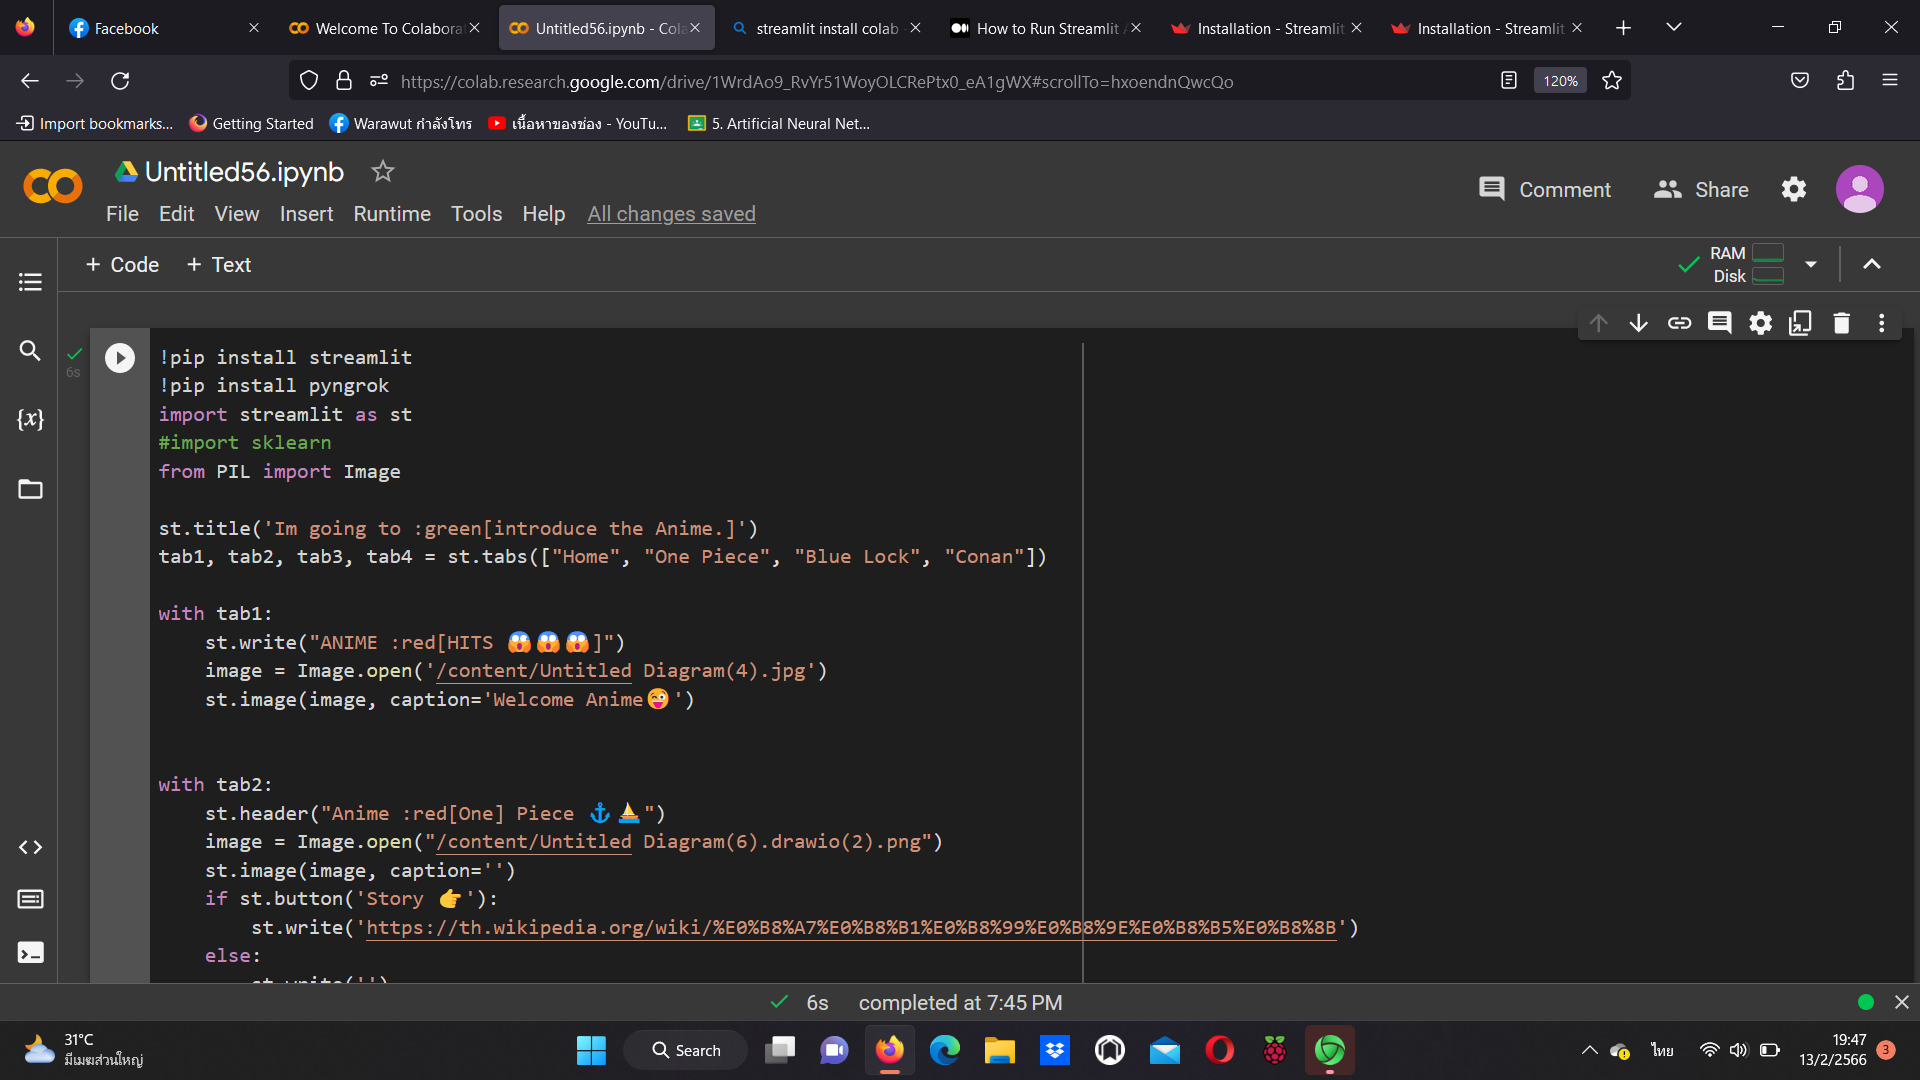 Facebook
Welcome To Colaborat
Untitled56.ipynb - Cola
streamlit install colab
How to Run Streamlit
Installation - Streamlit
Installation - Streamlit
https://colab.research.google.com/drive/1WrdAo9_RvYr51WoyOLCRePtx0_eA1gWX#scrollTo=hxoendnQwcQo
120%
Import bookmarks...
Getting Started
Warawut กำลังโทร
เนื้อหาของช่อง - YouTu...
5. Artificial Neural Net...
Untitled56.ipynb
Comment
Share
File Edit View Insert Runtime Tools Help All changes saved
+ Code + Text
RAM
Disk
6s
!pip install streamlit
!pip install pyngrok
import streamlit as st
#import sklearn
from PIL import Image
st.title('Im going to :green[introduce the Anime.]')
tab1, tab2, tab3, tab4 = st.tabs(["Home", "One Piece", "Blue Lock", "Conan"])
with tab1:
st.write("ANIME :red[HITS 😱😱😱]")
image = Image.open('/content/Untitled Diagram(4).jpg')
st.image(image, caption='Welcome Anime😜')
with tab2:
st.header("Anime :red[One] Piece ⚓⛵")
image = Image.open("/content/Untitled Diagram(6).drawio(2).png")
st.image(image, caption='')
if st.button('Story 👉'):
st.write('https://th.wikipedia.org/wiki/%E0%B8%A7%E0%B8%B1%E0%B8%99%E0%B8%9E%E0%B8%B5%E0%B8%8B')
else:
st.write('')
6s completed at 7:45 PM
31°C
มีเมฆส่วนใหญ่
Search
ไทย
19:47
13/2/2566
3